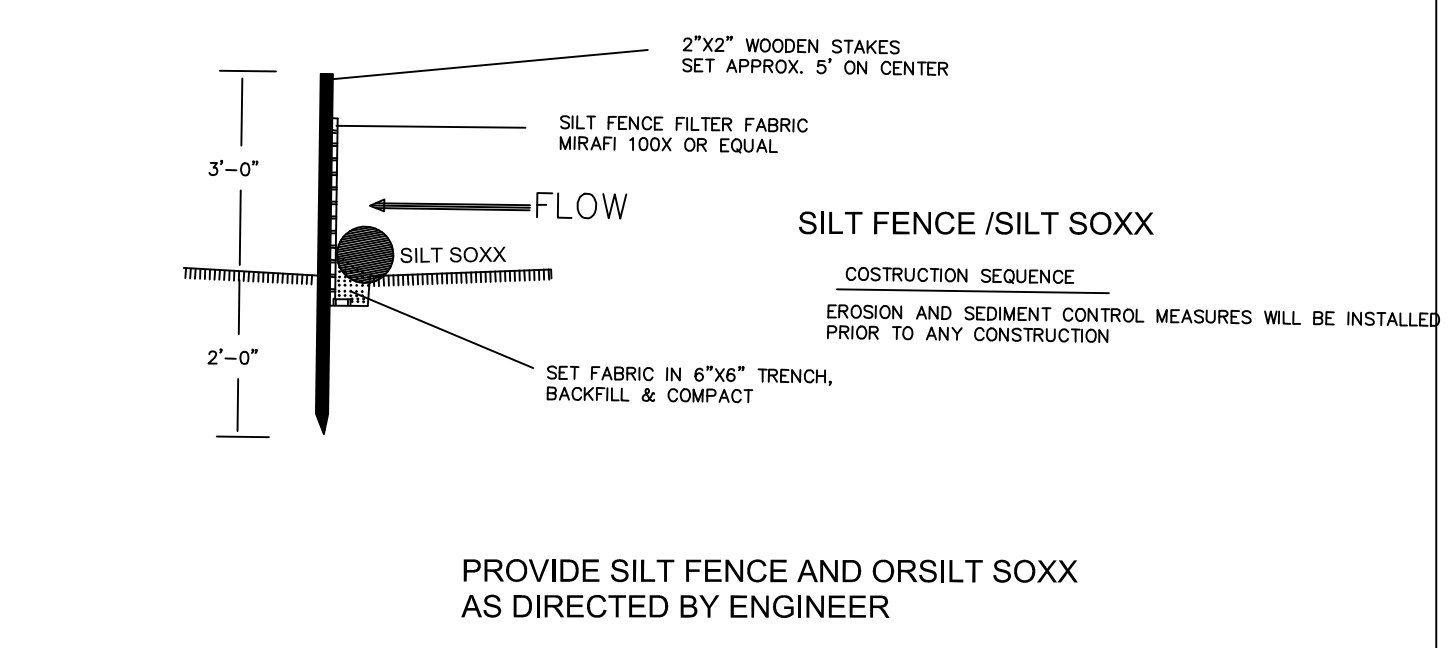 2"X2" WOODEN STAKES
SET APPROX. 5' ON CENTER
SILT FENCE FILTER FABRIC
MIRAFI 100X OR EQUAL
3'-0"
FLOW
SILT FENCE /SILT SOXX
SILT SOXX
COSTRUCTION SEQUENCE
EROSION AND SEDIMENT CONTROL MEASURES WILL BE INSTALLED
PRIOR TO ANY CONSTRUCTION
2'-0"
SET FABRIC IN 6"X6" TRENCH,
BACKFILL & COMPACT
PROVIDE SILT FENCE AND ORSILT SOXX
AS DIRECTED BY ENGINEER